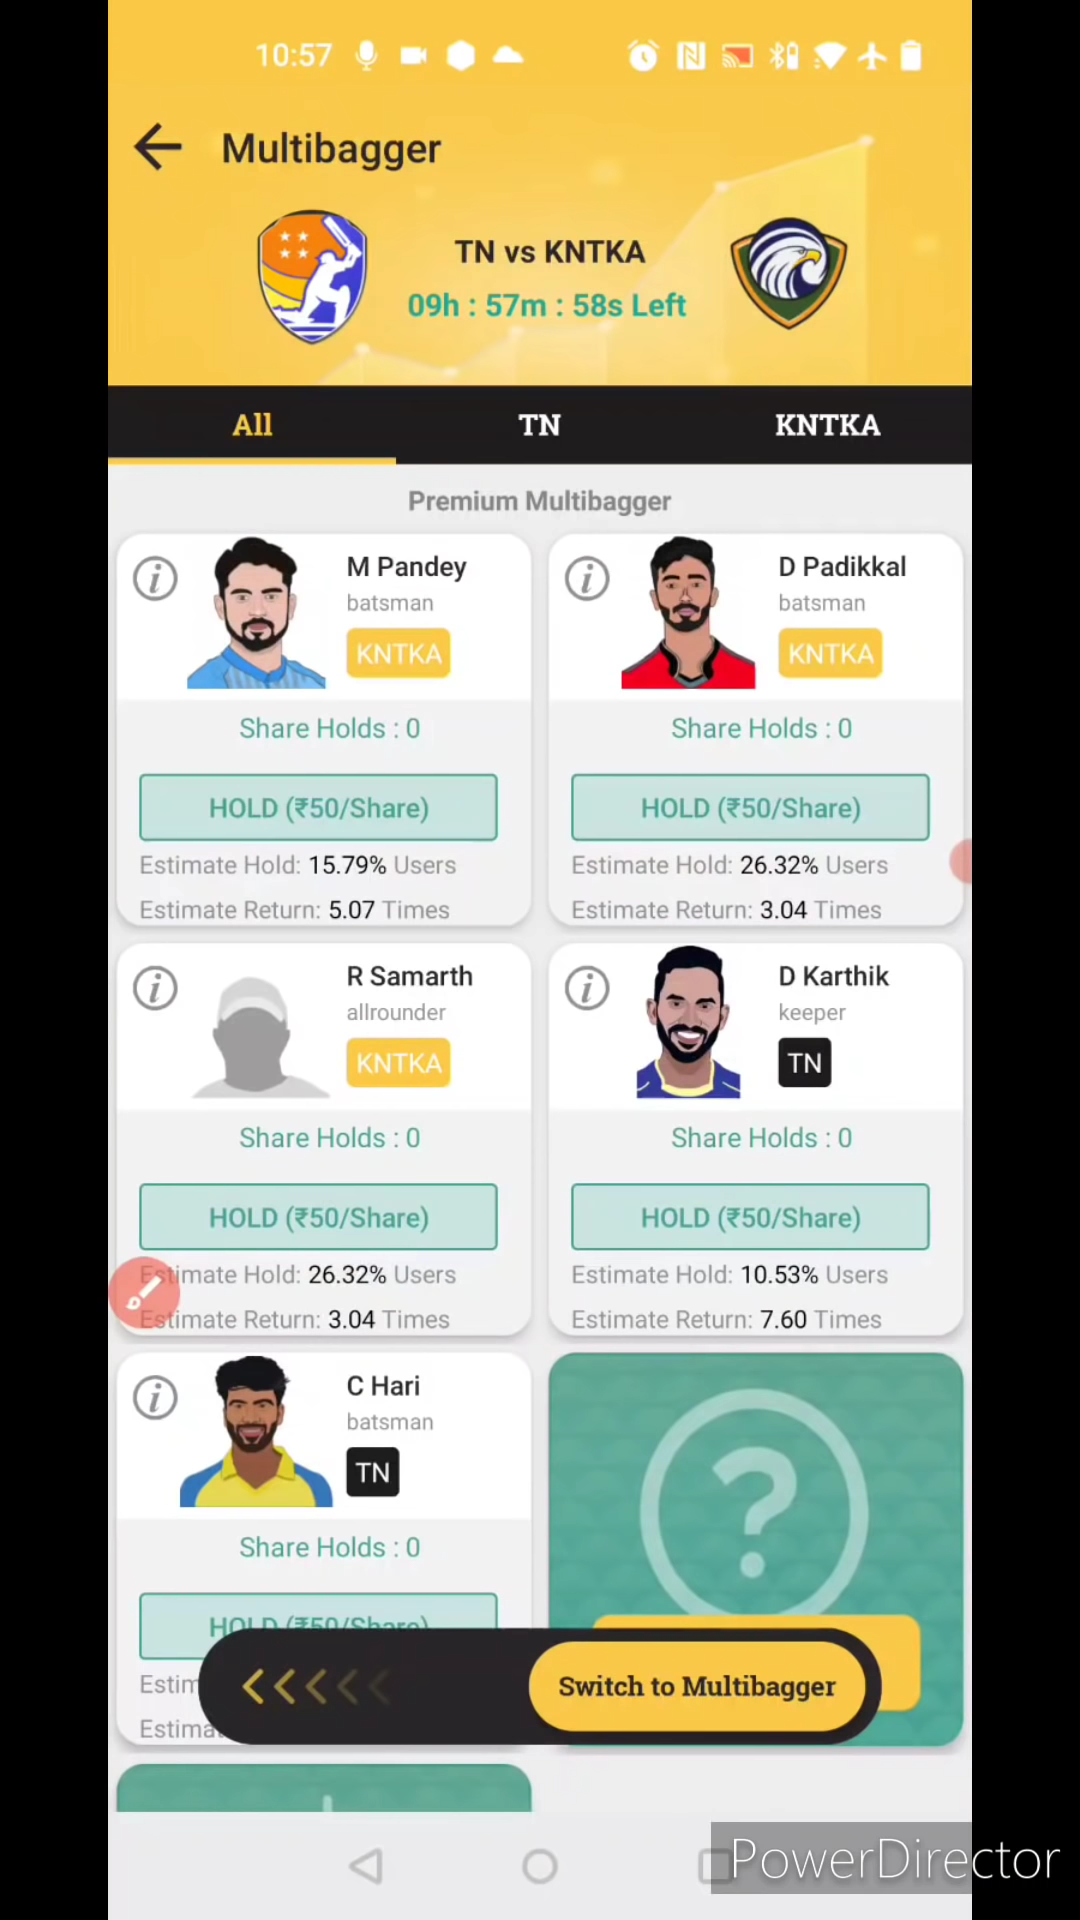 10:57
Multibagger
TN vs KNTKA
09h : 57m : 58s Left
All TN KNTKA
Premium Multibagger
M Pandey
batsman
KNTKA
Share Holds : 0
HOLD (₹50/Share)
Estimate Hold: 15.79% Users
Estimate Return: 5.07 Times
D Padikkal
batsman
KNTKA
Share Holds : 0
HOLD (₹50/Share)
Estimate Hold: 26.32% Users
Estimate Return: 3.04 Times
R Samarth
allrounder
KNTKA
Share Holds : 0
HOLD (₹50/Share)
Estimate Hold: 26.32% Users
Estimate Return: 3.04 Times
D Karthik
keeper
TN
Share Holds : 0
HOLD (₹50/Share)
Estimate Hold: 10.53% Users
Estimate Return: 7.60 Times
C Hari
batsman
TN
Share Holds : 0
HOLD (₹50/Share)
?
Switch to Multibagger
PowerDirector